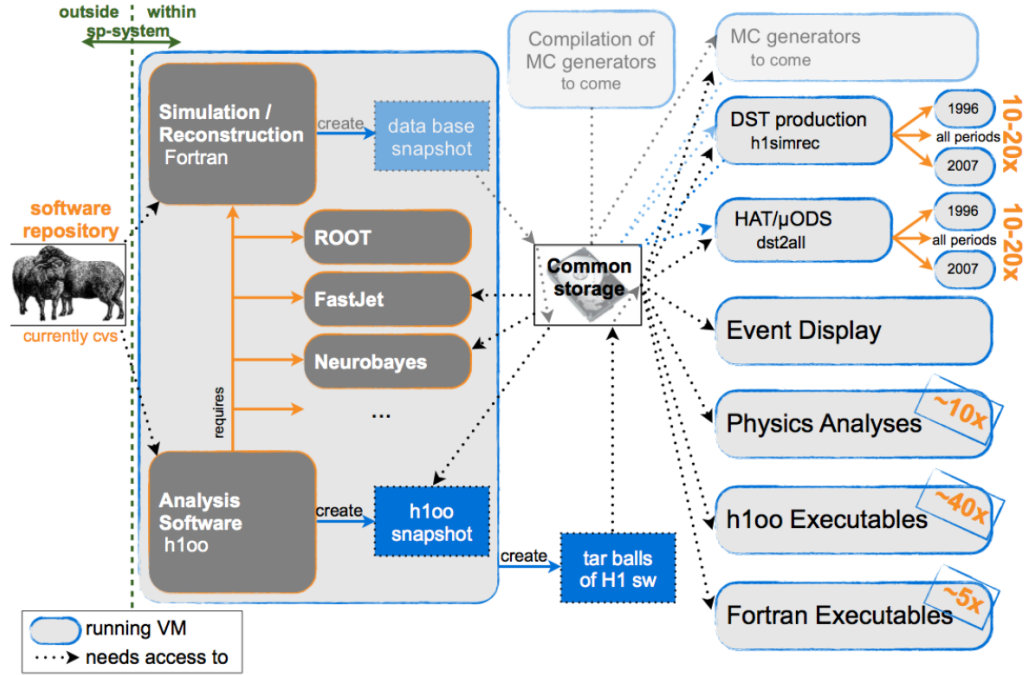 outside within
sp-system
Simulation /
Reconstruction
Fortran
create
data base
snapshot
Compilation of
MC generators
to come
MC generators
to come
DST production
h1simrec
1996
all periods
2007
10-20x
software
repository
currently cvs
ROOT
FastJet
Neurobayes
...
requires
Common
storage
HAT/µODS
dst2all
1996
all periods
2007
10-20x
Event Display
Physics Analyses
~10x
Analysis
Software
h1oo
create
h1oo
snapshot
create
tar balls
of H1 sw
h1oo Executables
~40x
Fortran Executables
~5x
running VM
needs access to